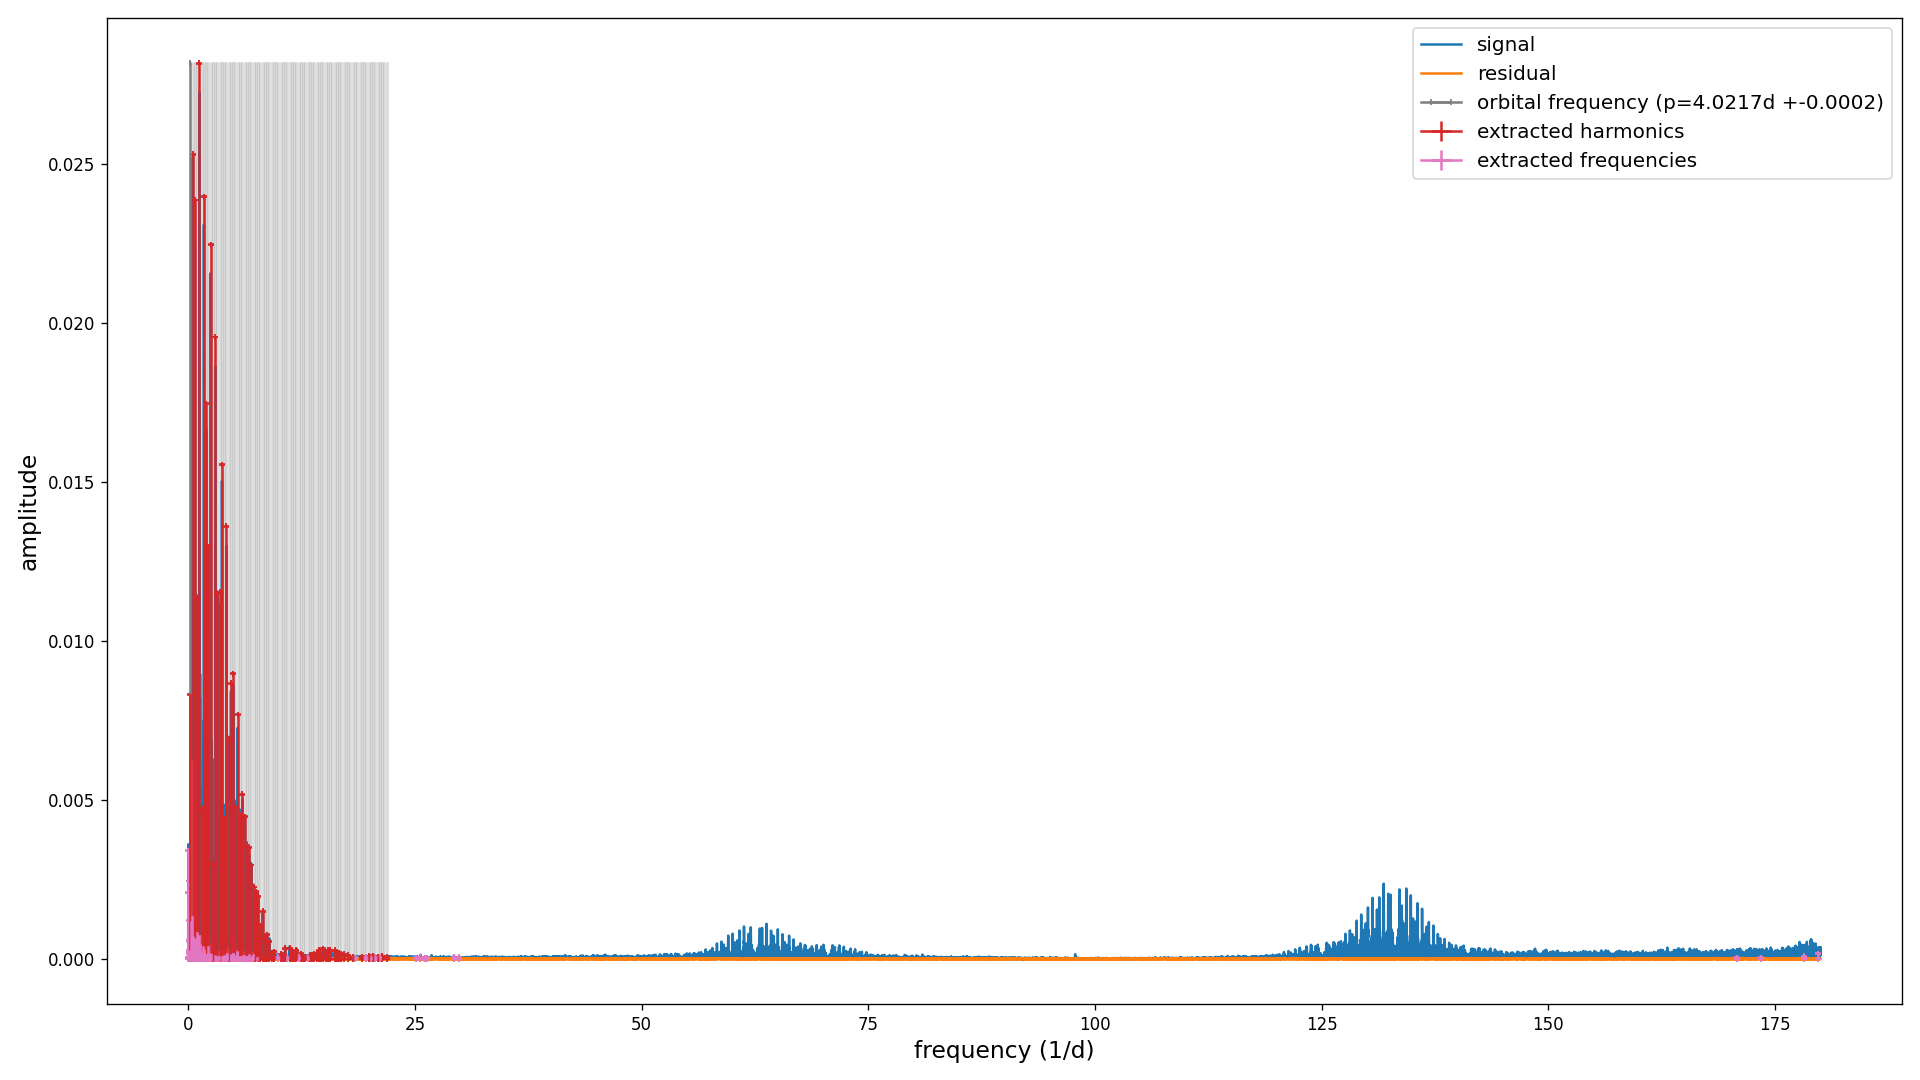 signal
residual
orbital frequency (p=4.0217d +-0.0002)
extracted harmonics
extracted frequencies
amplitude
0.025
0.020
0.015
0.010
0.005
0.000
0 25 50 75 100 125 150 175
frequency (1/d)